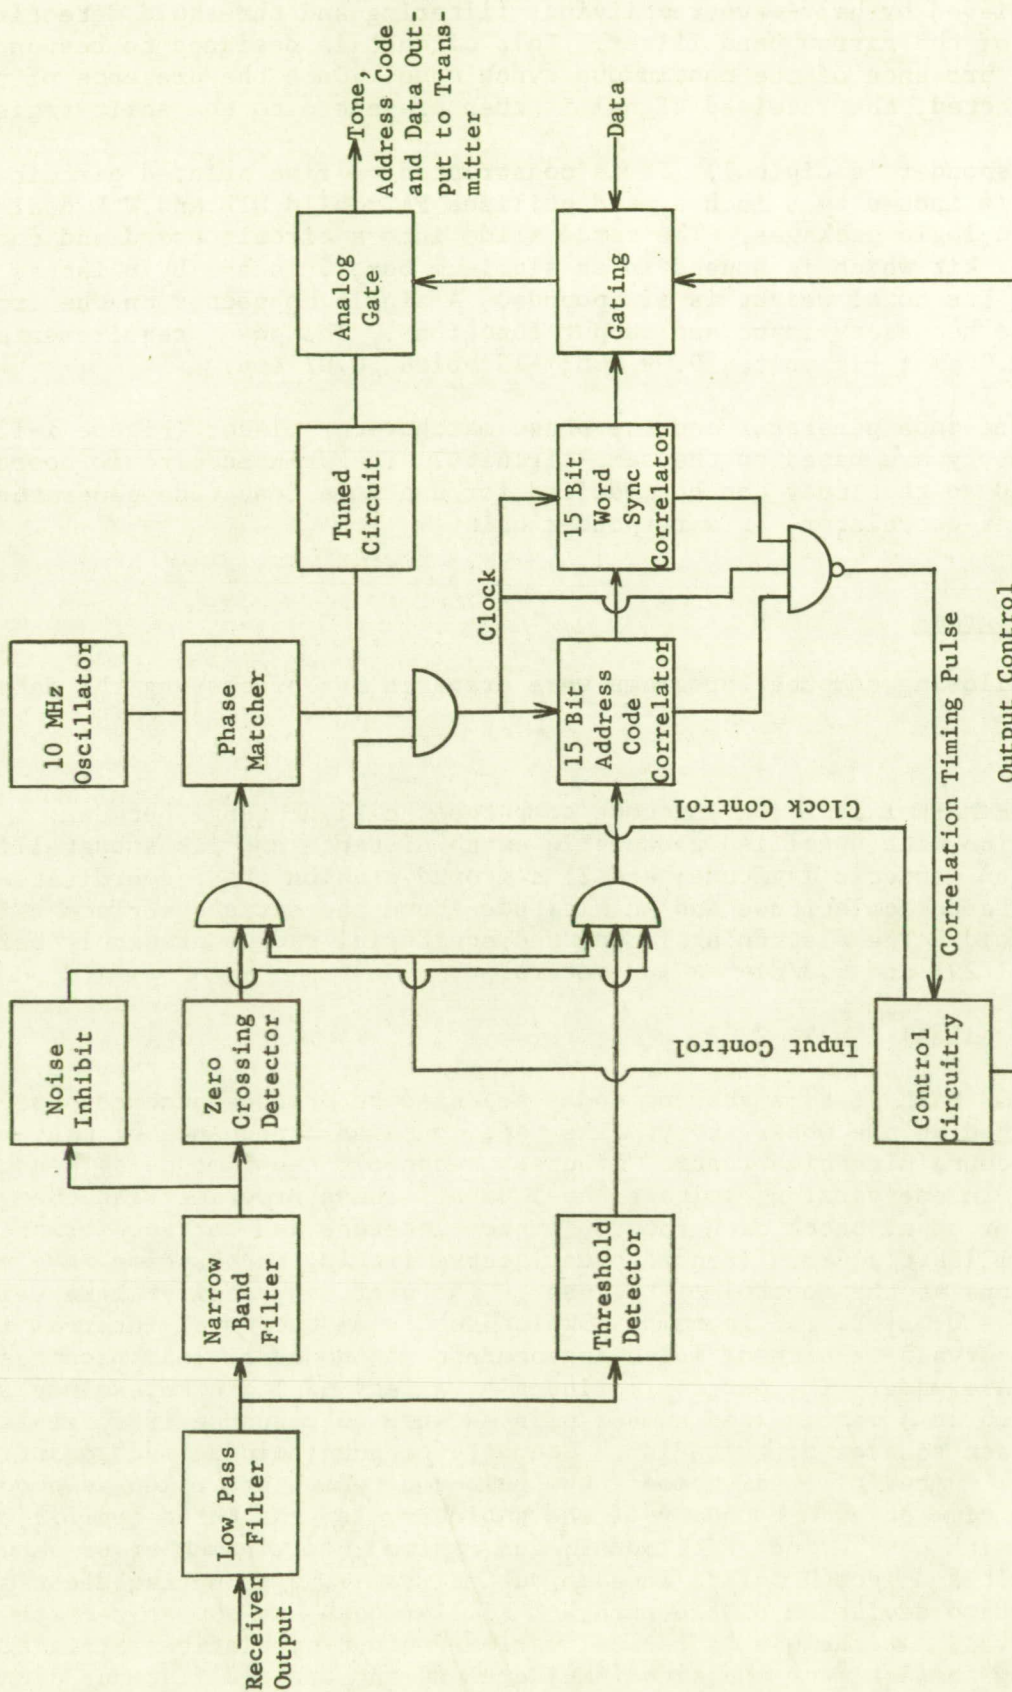 Receiver
Output
Low Pass
Filter
Narrow
Band
Filter
Noise
Inhibit
Zero
Crossing
Detector
Threshold
Detector
10 MHz
Oscillator
Phase
Matcher
Tuned
Circuit
Analog
Gate
Tone,
Address Code
and Data Out-
put to Trans-
mitter
Clock
15 Bit
Address
Code
Correlator
15 Bit
Word
Sync
Correlator
Gating
Data
Input Control
Clock Control
Control
Circuitry
Correlation Timing Pulse
Output Control